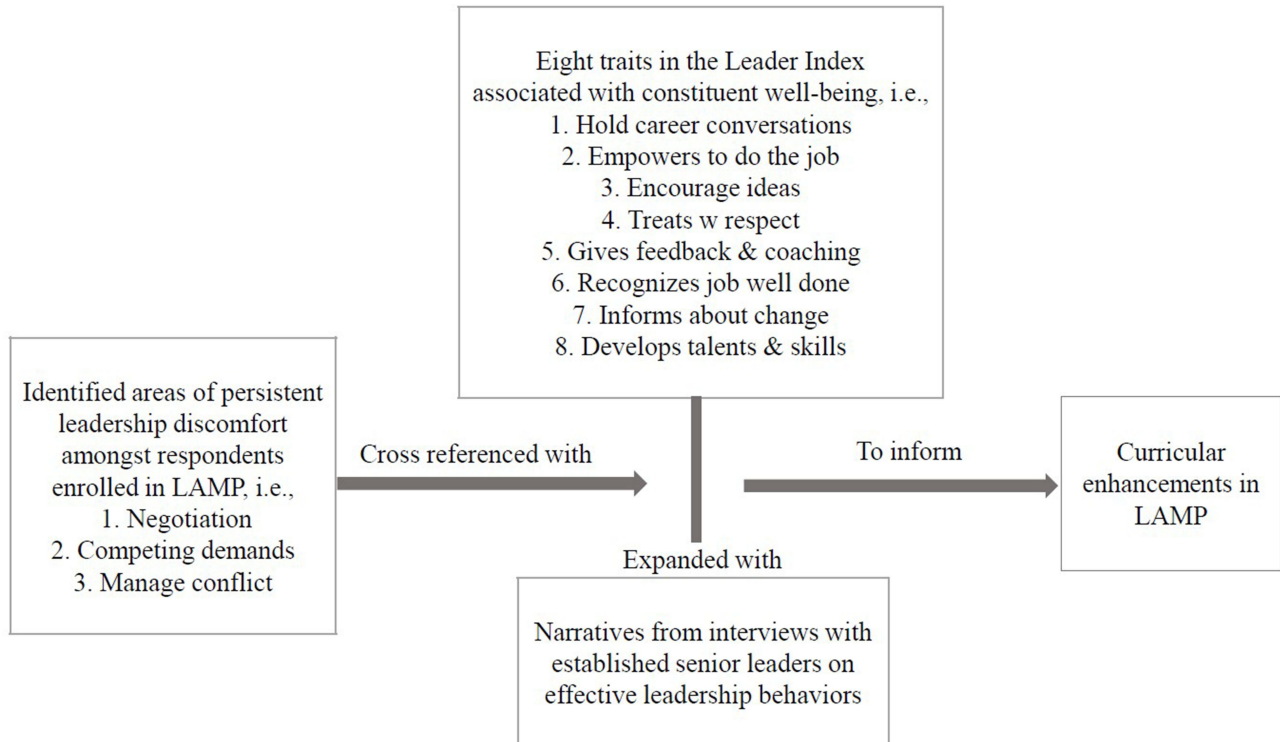 Eight traits in the Leader Index
associated with constituent well-being, i.e.,
1. Hold career conversations
2. Empowers to do the job
3. Encourage ideas
4. Treats w respect
5. Gives feedback & coaching
6. Recognizes job well done
7. Informs about change
8. Develops talents & skills
Identified areas of persistent
leadership discomfort
amongst respondents
enrolled in LAMP, i.e.,
1. Negotiation
2. Competing demands
3. Manage conflict
Cross referenced with
To inform
Curricular
enhancements in
LAMP
Expanded with
Narratives from interviews with
established senior leaders on
effective leadership behaviors